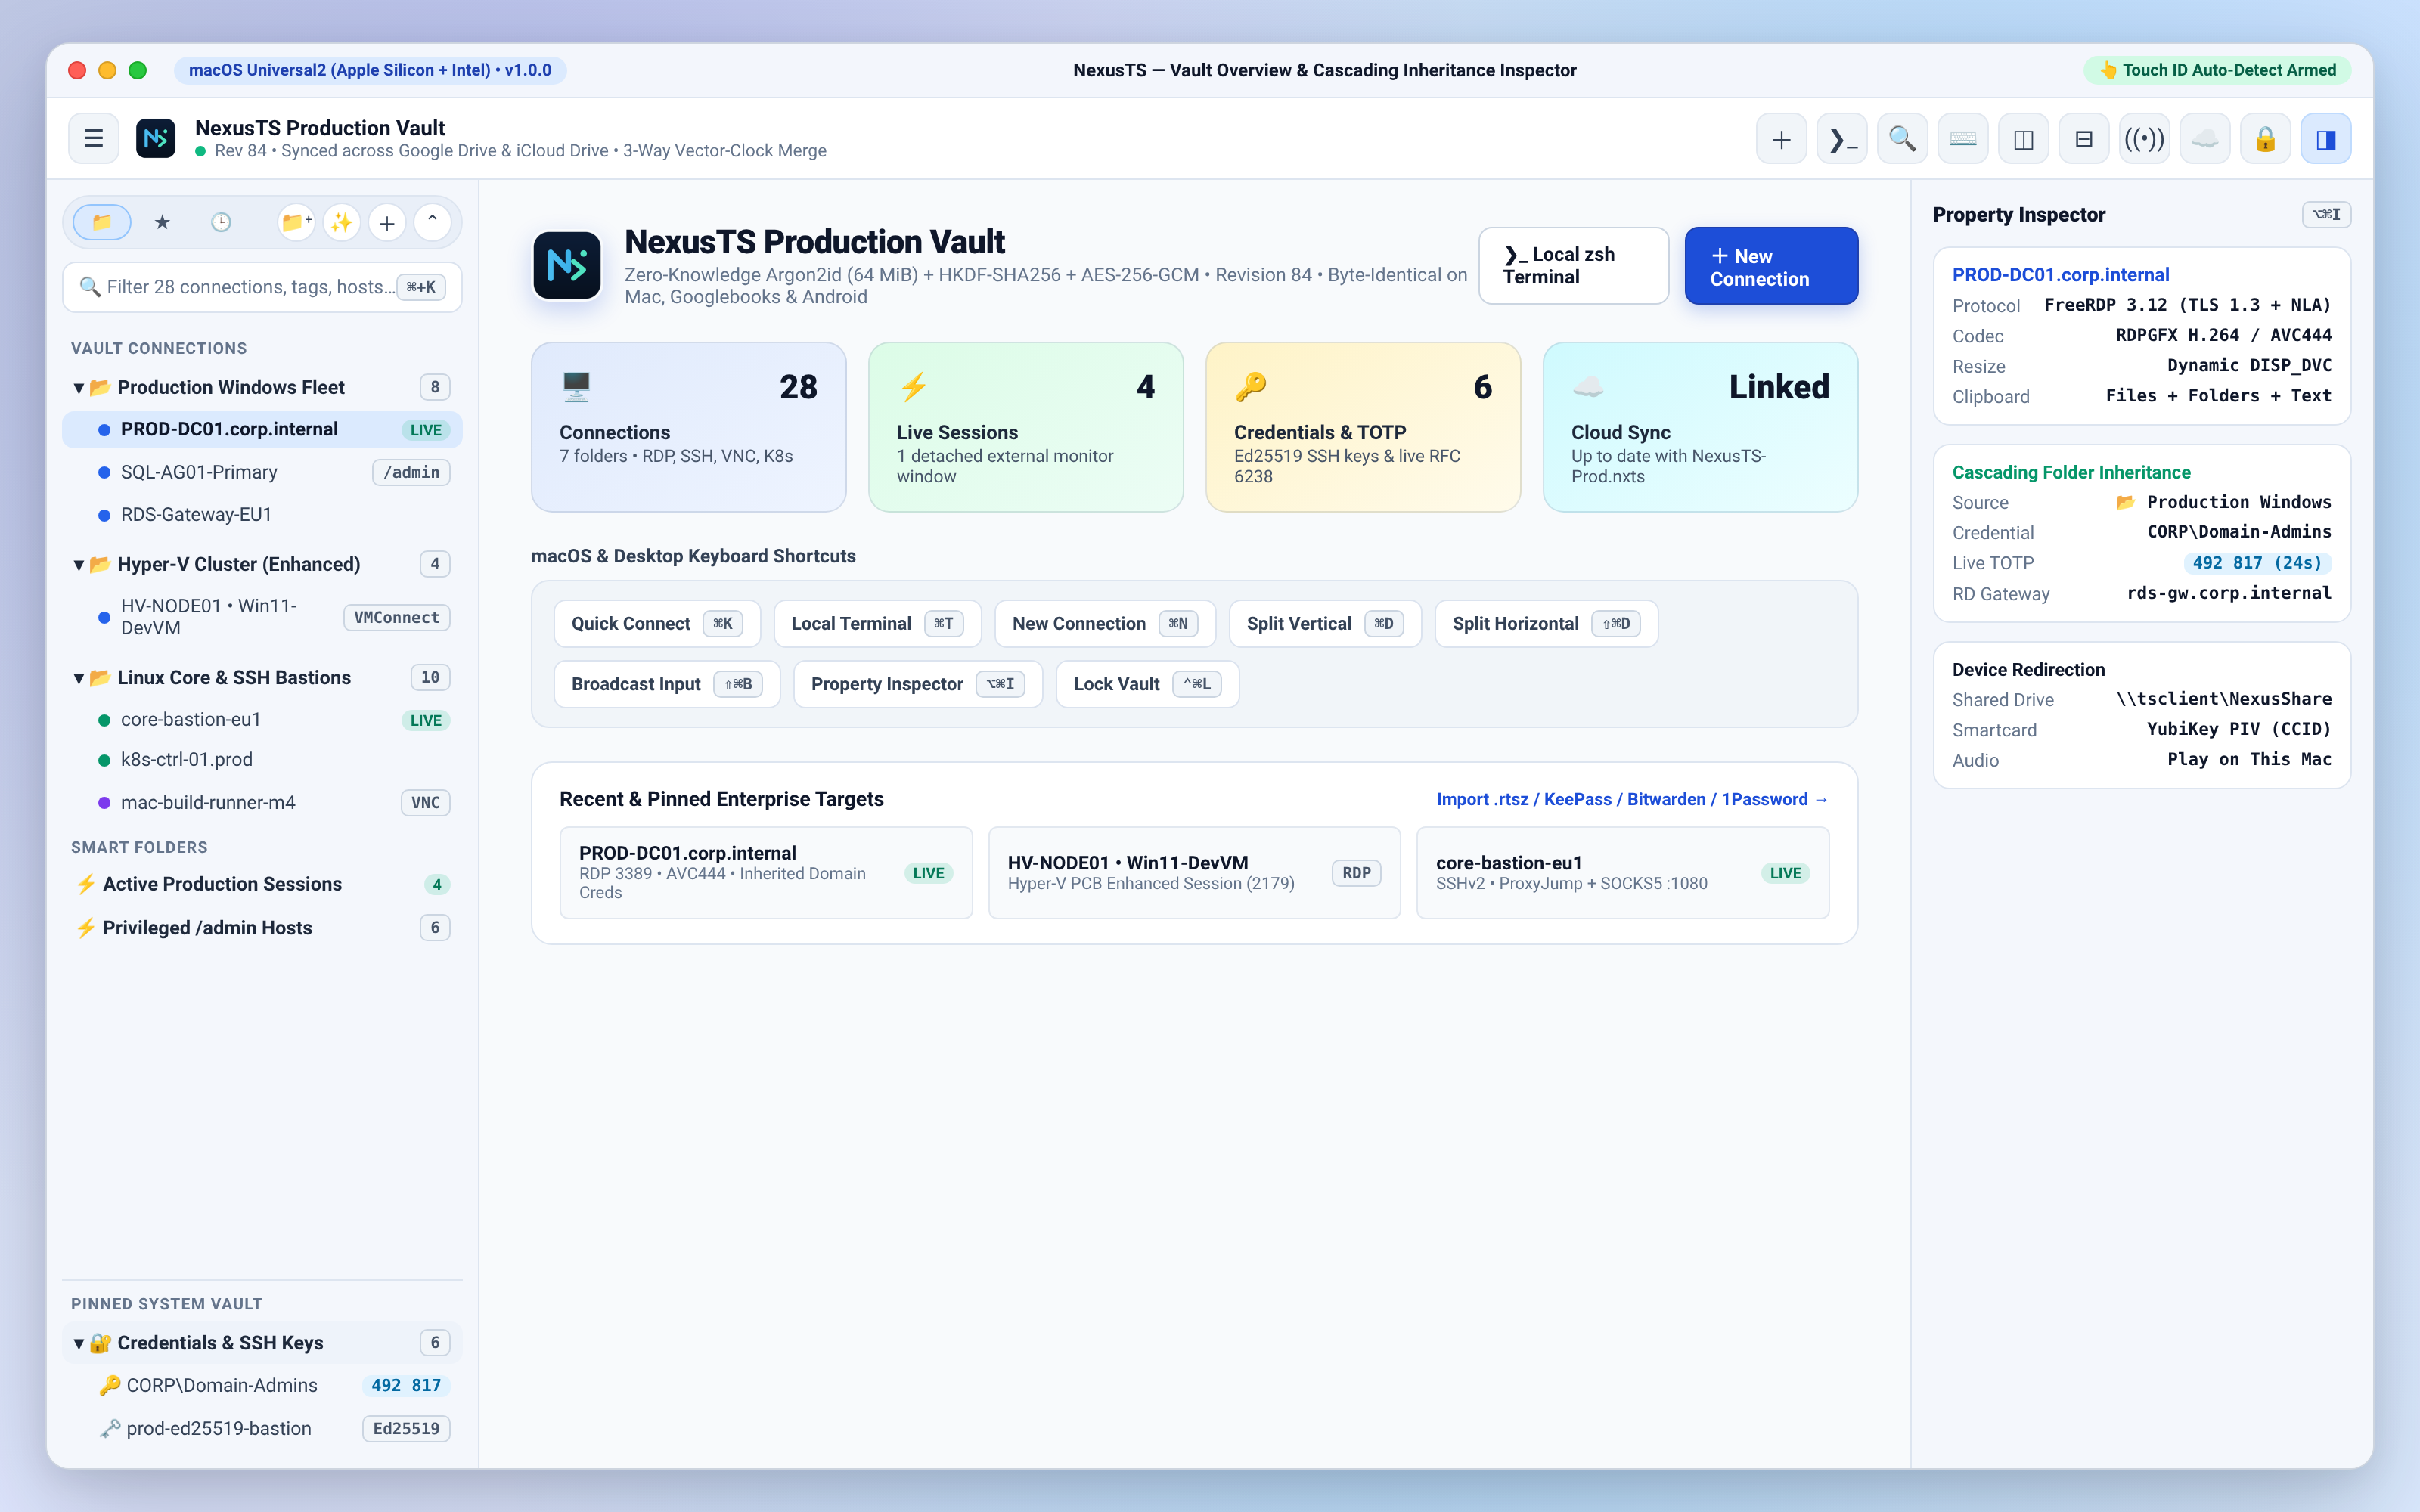 macOS Universal2 (Apple Silicon + Intel) • v1.0.0
NexusTS — Vault Overview & Cascading Inheritance Inspector
👆 Touch ID Auto-Detect Armed
NexusTS Production Vault
Rev 84 • Synced across Google Drive & iCloud Drive • 3-Way Vector-Clock Merge
Filter 28 connections, tags, hosts... ⌘+K
VAULT CONNECTIONS
Production Windows Fleet 8
PROD-DC01.corp.internal LIVE
SQL-AG01-Primary /admin
RDS-Gateway-EU1
Hyper-V Cluster (Enhanced) 4
HV-NODE01 • Win11-
DevVM VMConnect
Linux Core & SSH Bastions 10
core-bastion-eu1 LIVE
k8s-ctrl-01.prod
mac-build-runner-m4 VNC
SMART FOLDERS
⚡ Active Production Sessions 4
⚡ Privileged /admin Hosts 6
PINNED SYSTEM VAULT
Credentials & SSH Keys 6
CORP\Domain-Admins 492 817
prod-ed25519-bastion Ed25519
NexusTS Production Vault
Zero-Knowledge Argon2id (64 MiB) + HKDF-SHA256 + AES-256-GCM • Revision 84 • Byte-Identical on
Mac, Googlebooks & Android
❯_ Local zsh
Terminal
＋ New
Connection
28
Connections
7 folders • RDP, SSH, VNC, K8s
4
Live Sessions
1 detached external monitor
window
6
Credentials & TOTP
Ed25519 SSH keys & live RFC
6238
Linked
Cloud Sync
Up to date with NexusTS-
Prod.nxts
macOS & Desktop Keyboard Shortcuts
Quick Connect ⌘K
Local Terminal ⌘T
New Connection ⌘N
Split Vertical ⌘D
Split Horizontal ⇧⌘D
Broadcast Input ⇧⌘B
Property Inspector ⌥⌘I
Lock Vault ⌃⌘L
Recent & Pinned Enterprise Targets
Import .rtsz / KeePass / Bitwarden / 1Password →
PROD-DC01.corp.internal
RDP 3389 • AVC444 • Inherited Domain
Creds
LIVE
HV-NODE01 • Win11-DevVM
Hyper-V PCB Enhanced Session (2179)
RDP
core-bastion-eu1
SSHv2 • ProxyJump + SOCKS5 :1080
LIVE
Property Inspector ⌥⌘I
PROD-DC01.corp.internal
Protocol FreeRDP 3.12 (TLS 1.3 + NLA)
Codec RDPGFX H.264 / AVC444
Resize Dynamic DISP_DVC
Clipboard Files + Folders + Text
Cascading Folder Inheritance
Source 📂 Production Windows
Credential CORP\Domain-Admins
Live TOTP 492 817 (24s)
RD Gateway rds-gw.corp.internal
Device Redirection
Shared Drive \\tsclient\NexusShare
Smartcard YubiKey PIV (CCID)
Audio Play on This Mac